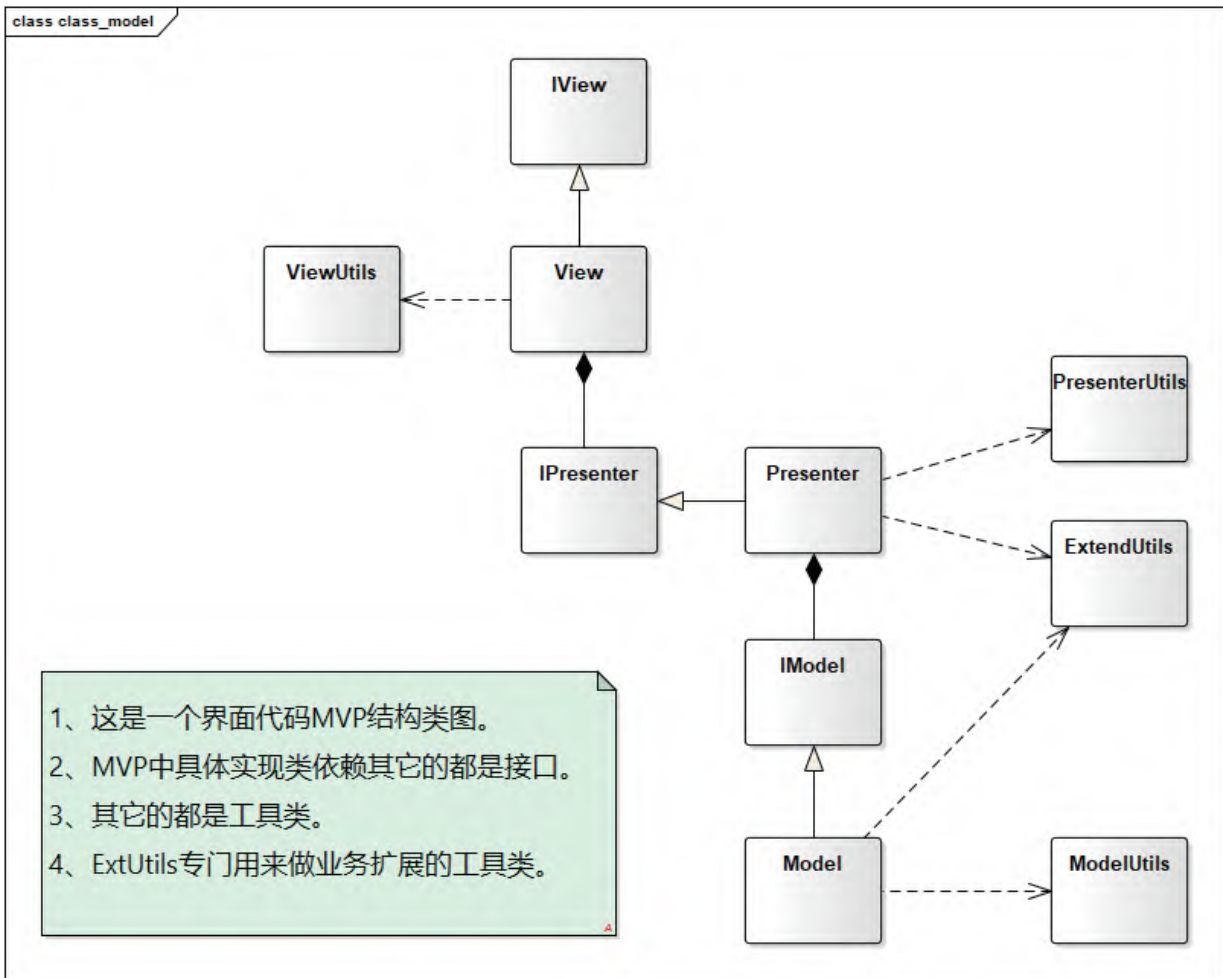 class class_model
IView
ViewUtils
View
PresenterUtils
IPresenter
Presenter
ExtendUtils
IModel
1、这是一个界面代码MVP结构类图。
2、MVP中具体实现类依赖其它的都是接口。
3、其它的都是工具类。
4、ExtUtils专门用来做业务扩展的工具类。
Model
ModelUtils
A